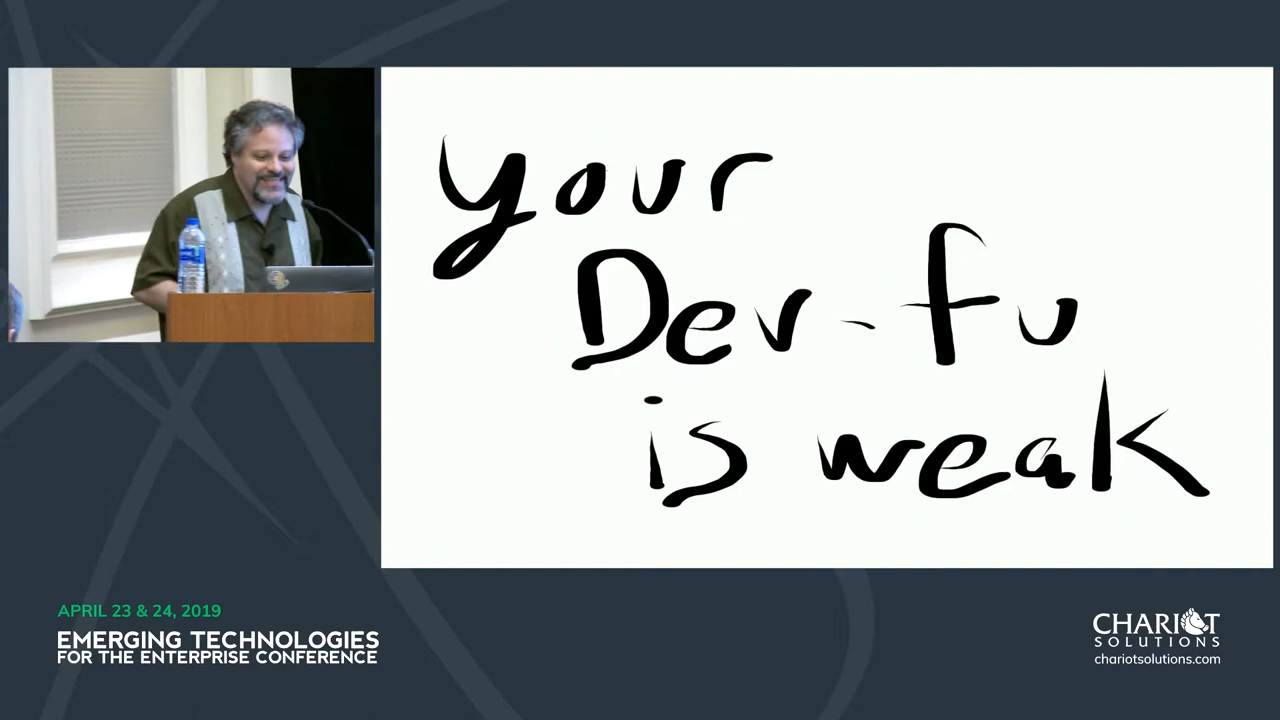 your
Dev-fu
is weak
APRIL 23 & 24, 2019
EMERGING TECHNOLOGIES
FOR THE ENTERPRISE CONFERENCE
CHARIOT
SOLUTIONS
chariotsolutions.com